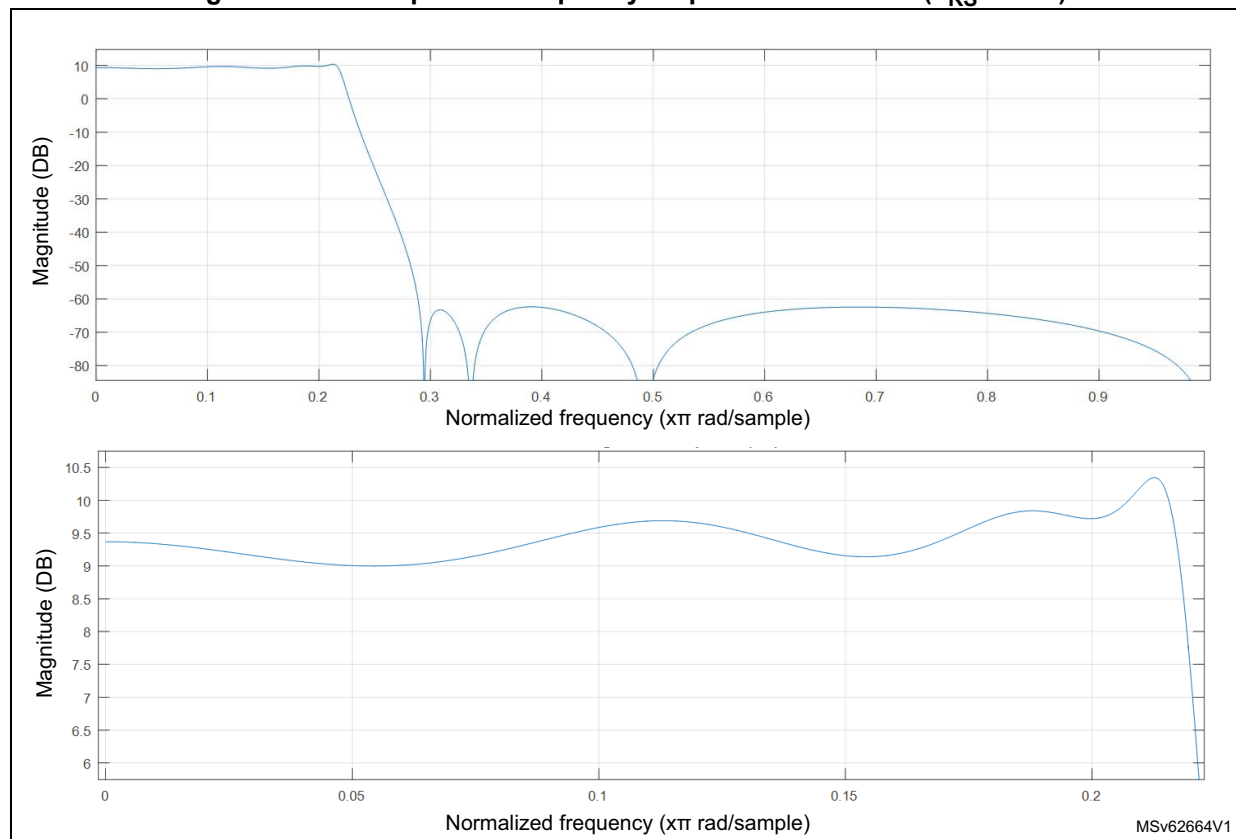 10
0
-10
-20
-30
-40
-50
-60
-70
-80
Magnitude (DB)
0 0.1 0.2 0.3 0.4 0.5 0.6 0.7 0.8 0.9
Normalized frequency (xπ rad/sample)
10.5
10
9.5
9
8.5
8
7.5
7
6.5
6
Magnitude (DB)
0 0.05 0.1 0.15 0.2
Normalized frequency (xπ rad/sample)
MSv62664V1